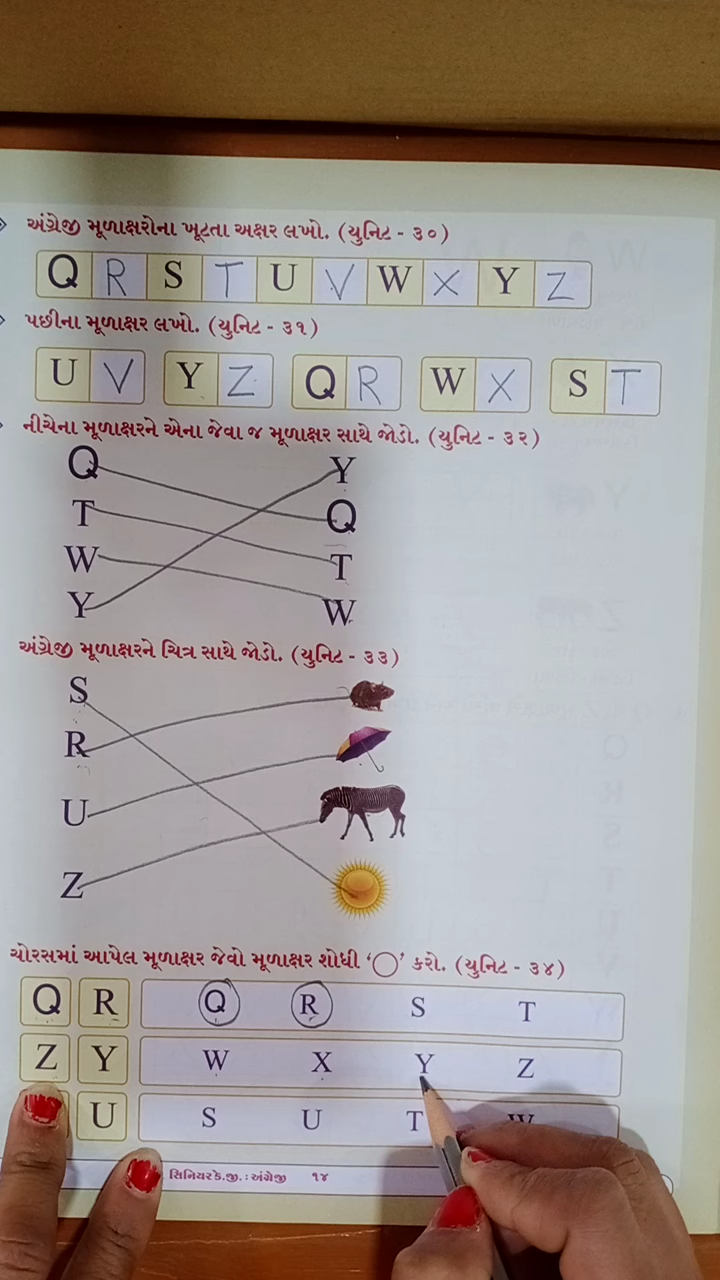 અંગ્રેજી મૂળાક્ષરોના ખૂટતા અક્ષર લખો. (યુનિટ - ૩૦)
Q R S T U V W X Y Z
પછીના મૂળાક્ષર લખો. (યુનિટ - ૩૧)
U V Y Z Q R W X S T
નીચેના મૂળાક્ષરને એના જેવા જ મૂળાક્ષર સાથે જોડો. (યુનિટ - ૩૨)
Q Y
T Q
W T
Y W
અંગ્રેજી મૂળાક્ષરને ચિત્ર સાથે જોડો. (યુનિટ - ૩૩)
S
R
U
Z
ચોરસમાં આપેલ મૂળાક્ષર જેવો મૂળાક્ષર શોધી ‘○’ કરો. (યુનિટ - ૩૪)
Q R Q R S T
Z Y W X Y Z
U S U T W
સિનિયર કે.જી. : અંગ્રેજી ૧૪